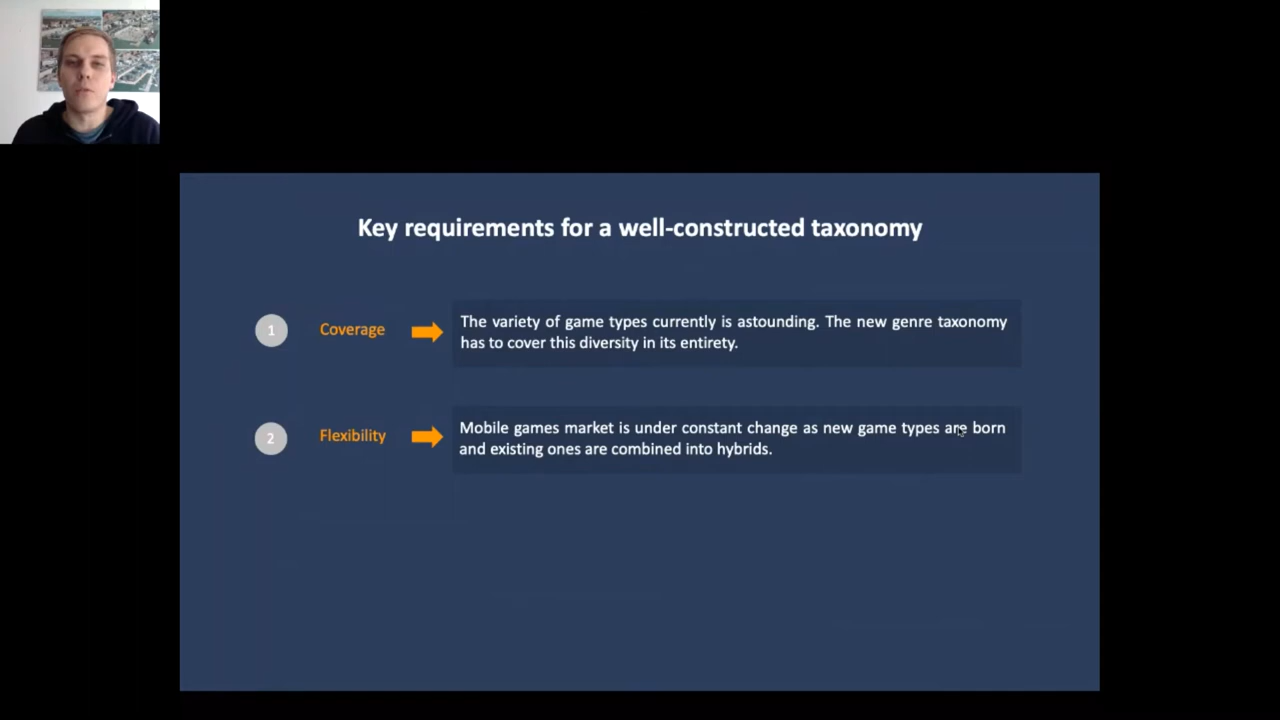 Key requirements for a well-constructed taxonomy
1
Coverage
The variety of game types currently is astounding. The new genre taxonomy
has to cover this diversity in its entirety.
2
Flexibility
Mobile games market is under constant change as new game types are born
and existing ones are combined into hybrids.